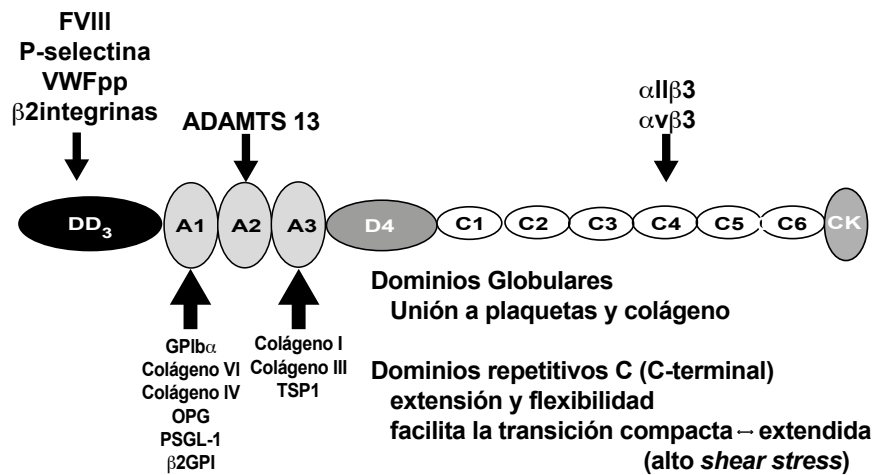 FVIII
P-selectina
VWFpp
β2integrinas
ADAMTS 13
αIIβ3
αvβ3
DD3 A1 A2 A3 D4 C1 C2 C3 C4 C5 C6 CK
GPIbα
Colágeno VI
Colágeno IV
OPG
PSGL-1
β2GPI
Colágeno I
Colágeno III
TSP1
Dominios Globulares
Unión a plaquetas y colágeno
Dominios repetitivos C (C-terminal)
extensión y flexibilidad
facilita la transición compacta ↔ extendida
(alto shear stress)